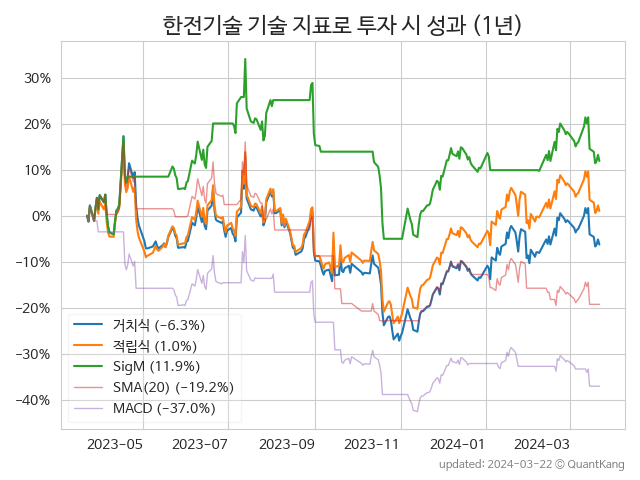 한전기술 기술 지표로 투자 시 성과 (1년)
30%
20%
10%
0%
−10%
−20%
−30%
−40%
거치식 (−6.3%)
적립식 (1.0%)
SigM (11.9%)
SMA(20) (−19.2%)
MACD (−37.0%)
2023−05 2023−07 2023−09 2023−11 2024−01 2024−03
updated: 2024−03−22 © QuantKang